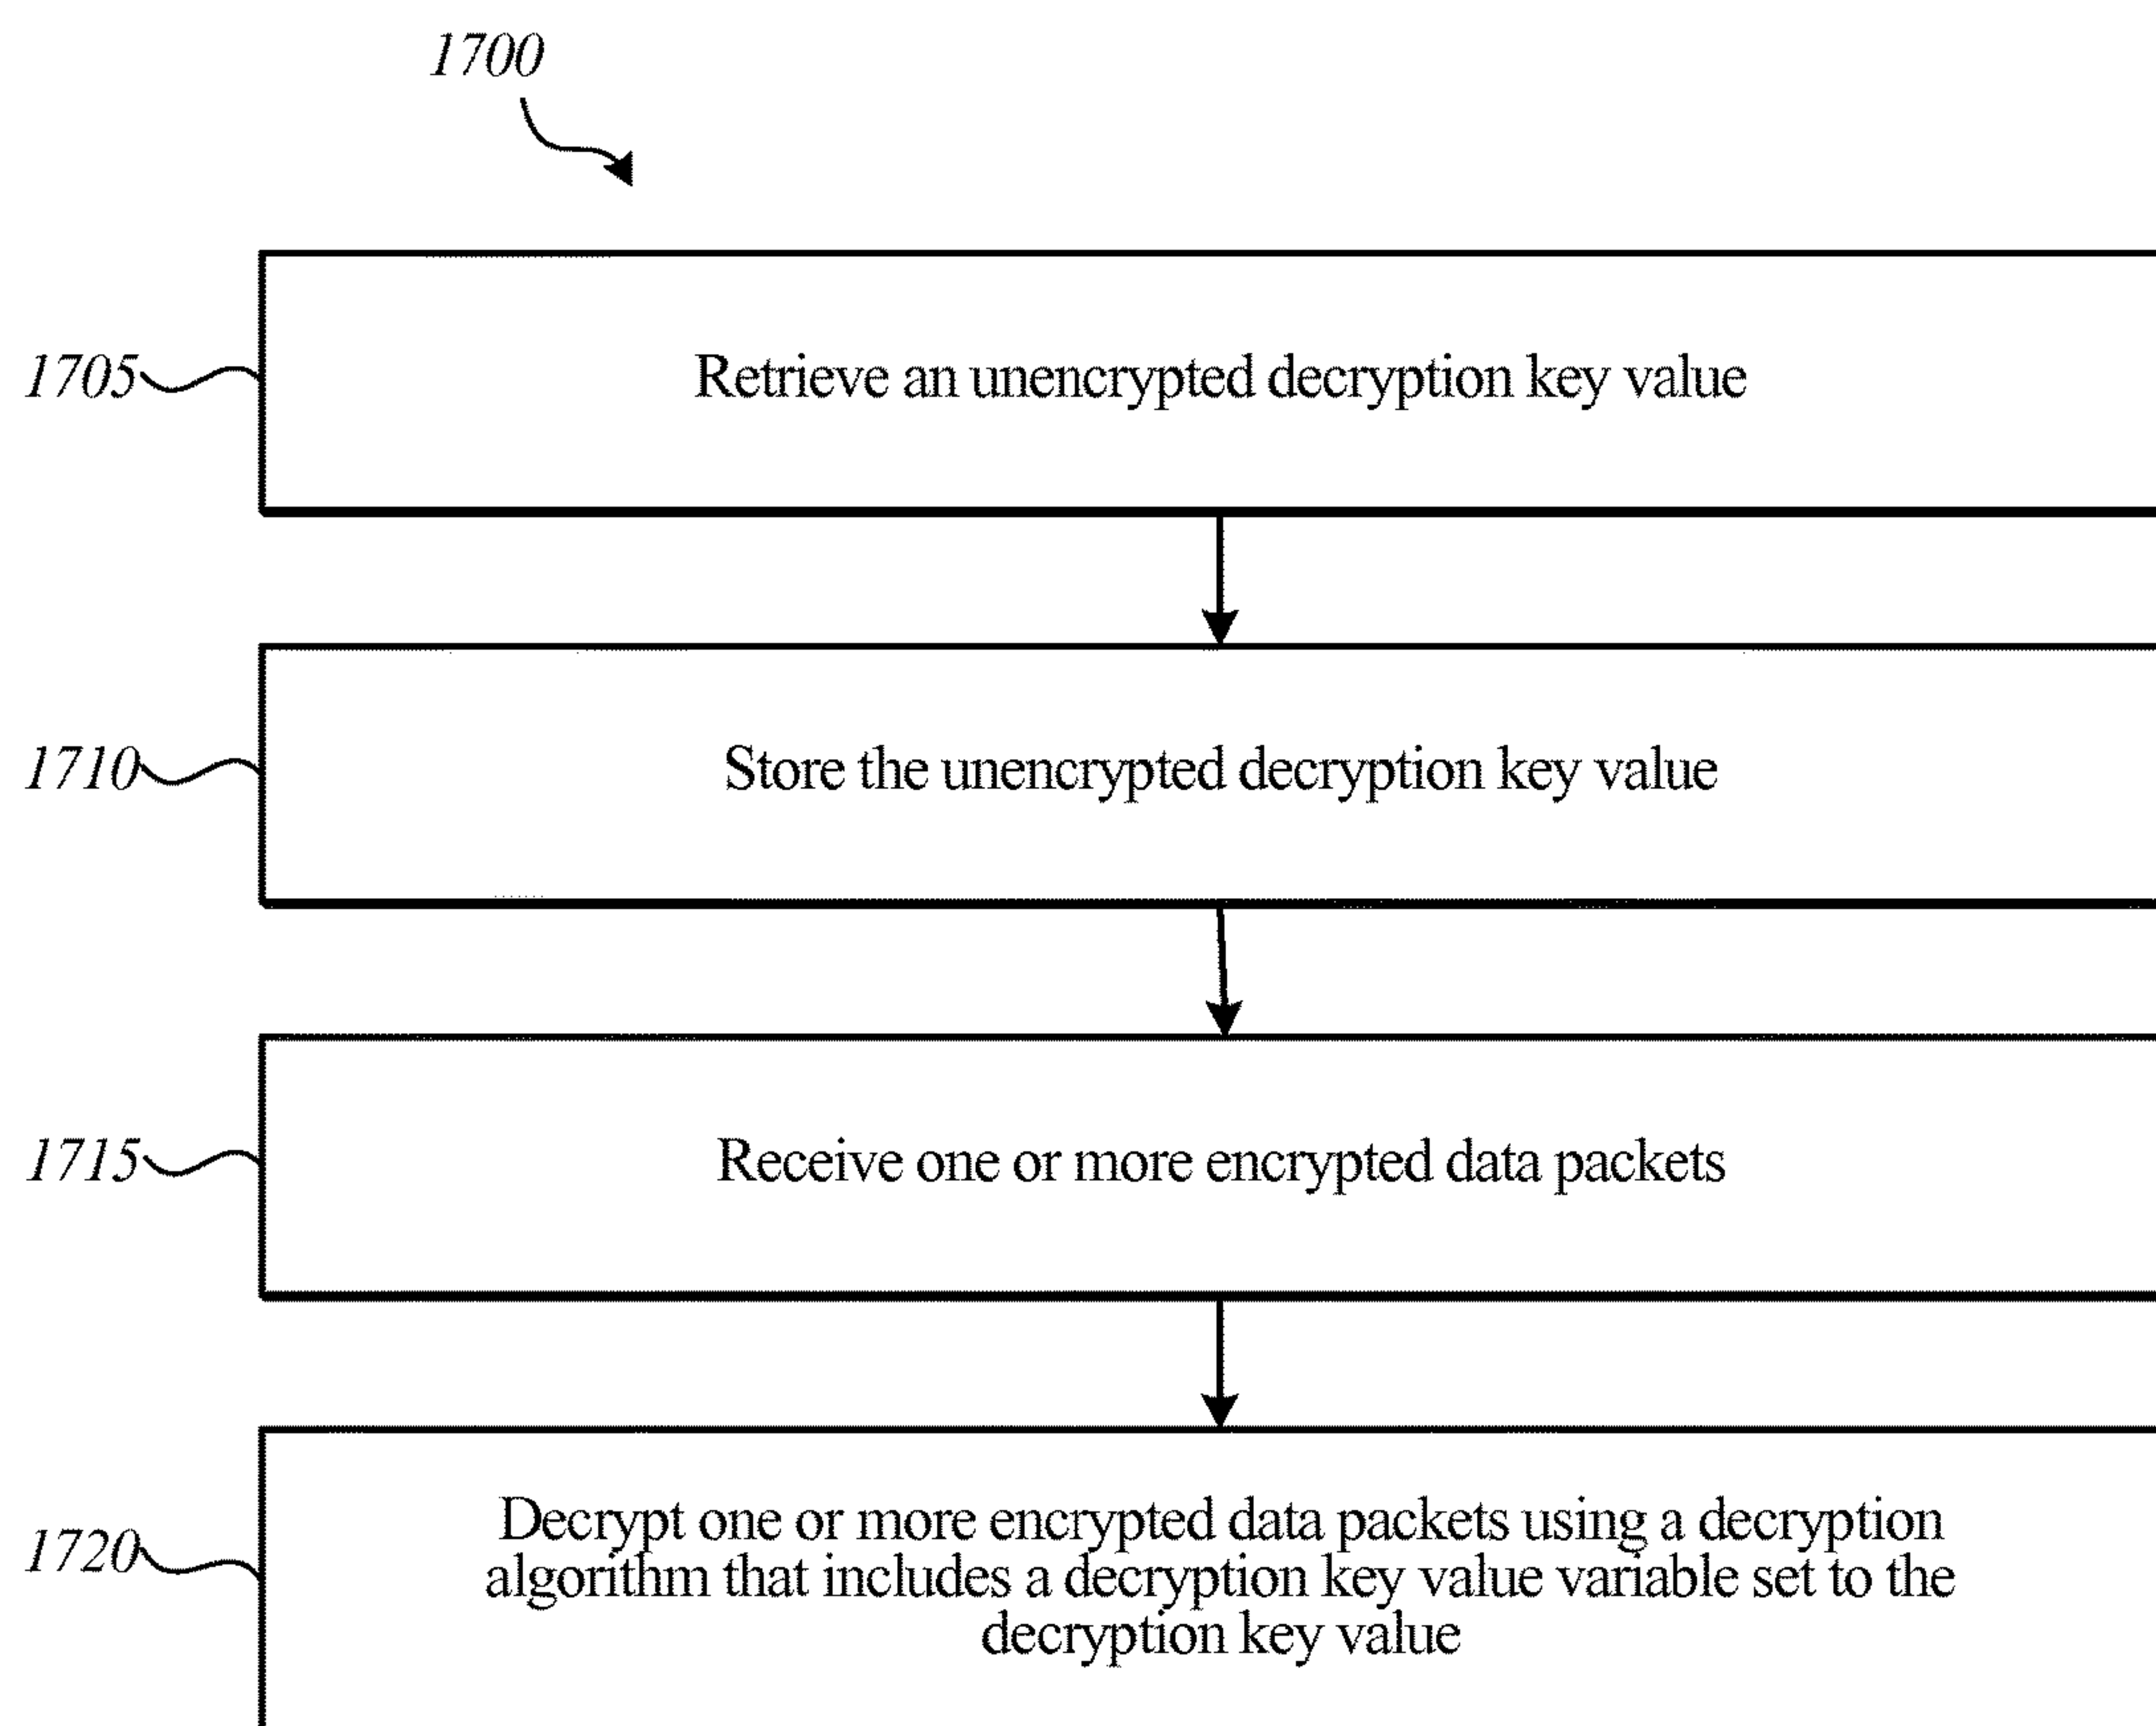 1700
1705
Retrieve an unencrypted decryption key value
1710
Store the unencrypted decryption key value
1715
Receive one or more encrypted data packets
1720
Decrypt one or more encrypted data packets using a decryption
algorithm that includes a decryption key value variable set to the
decryption key value